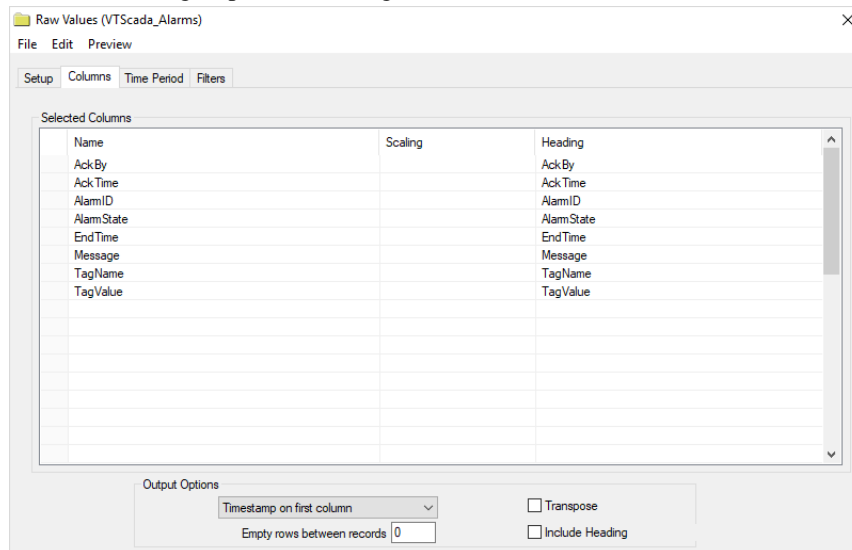 Raw Values (VTScada_Alarms)
File Edit Preview
Setup Columns Time Period Filters
Selected Columns
Name Scaling Heading
AckBy AckBy
AckTime AckTime
AlarmID AlarmID
AlarmState AlarmState
EndTime EndTime
Message Message
TagName TagName
TagValue TagValue
Output Options
Timestamp on first column Transpose
Empty rows between records 0 Include Heading